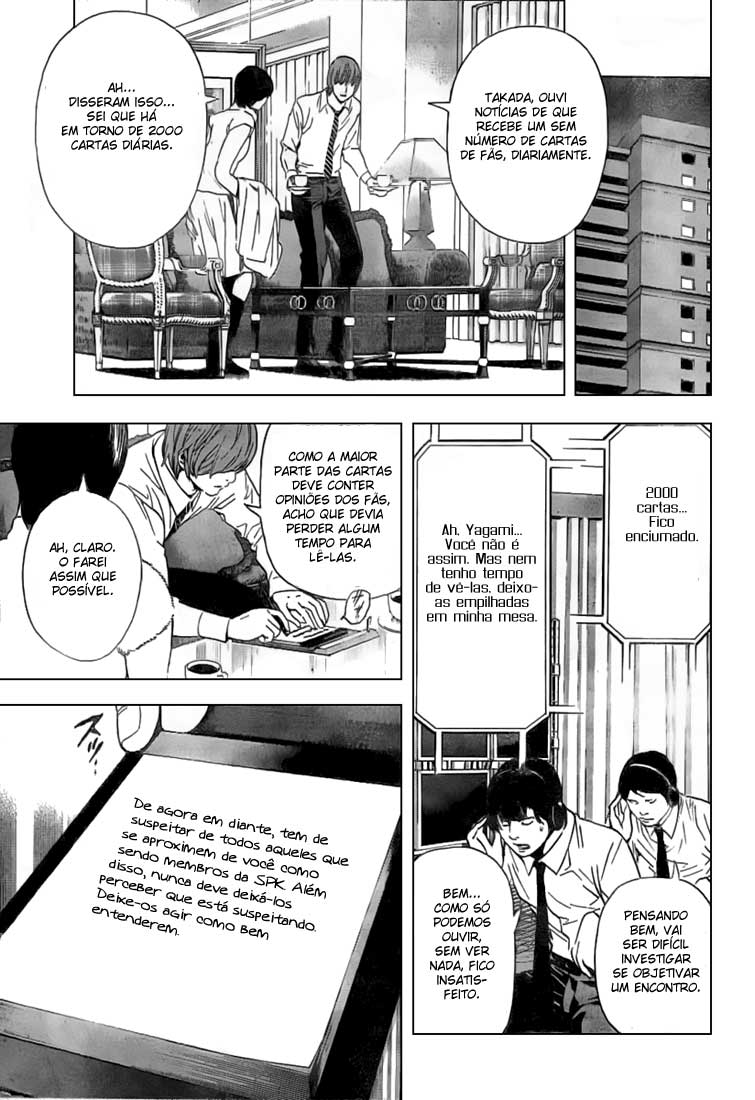 TAKADA, OUVI
NOTÍCIAS DE QUE
RECEBE UM SEM
NÚMERO DE CARTAS
DE FÃS, DIARIAMENTE.
AH...
DISSERAM ISSO...
SEI QUE HÁ
EM TORNO DE 2000
CARTAS DIÁRIAS.
2000
cartas...
Fico
enciumado.
Ah, Yagami...
Você não é
assim. Mas nem
tenho tempo
de vê-las, deixo-
as empilhadas
em minha mesa.
PENSANDO
BEM, VAI
SER DIFÍCIL
INVESTIGAR
SE OBJETIVAR
UM ENCONTRO.
BEM...
COMO SÓ
PODEMOS
OUVIR,
SEM VER
NADA, FICO
INSATIS-
FEITO.
COMO A MAIOR
PARTE DAS CARTAS
DEVE CONTER
OPINIÕES DOS FÃS,
ACHO QUE DEVIA
PERDER ALGUM
TEMPO PARA
LÊ-LAS.
AH, CLARO.
O FAREI
ASSIM QUE
POSSÍVEL.
De agora em diante, tem de
suspeitar de todos aqueles que
se aproximem de você como
sendo membros da SPK. Além
disso, nunca deve deixá-los
perceber que está suspeitando.
Deixe-os agir como bem
entenderem.